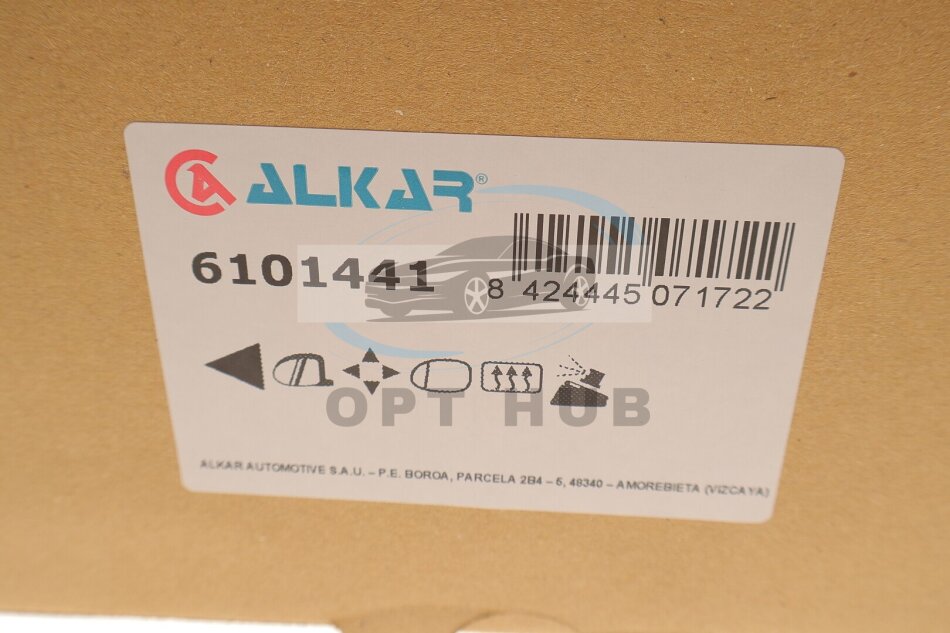 ALKAR®
6101441
8 424445 071722
OPT HUB
ALKAR AUTOMOTIVE S.A.U. – P.E. BOROA, PARCELA 2B4 – 5, 48340 – AMOREBIETA (VIZCAYA)